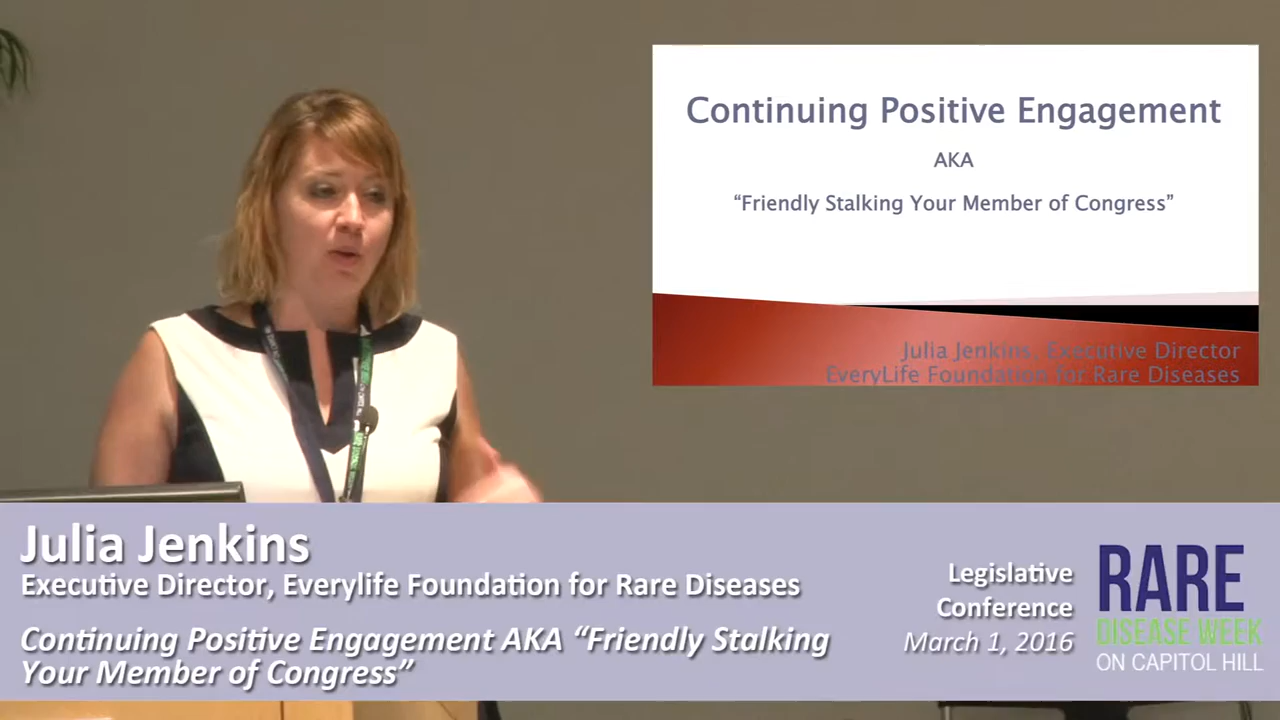 Continuing Positive Engagement
AKA
“Friendly Stalking Your Member of Congress”
Julia Jenkins, Executive Director
EveryLife Foundation for Rare Diseases
Julia Jenkins
Executive Director, Everylife Foundation for Rare Diseases
Continuing Positive Engagement AKA “Friendly Stalking
Your Member of Congress”
Legislative
Conference
March 1, 2016
RARE
DISEASE WEEK
ON CAPITOL HILL